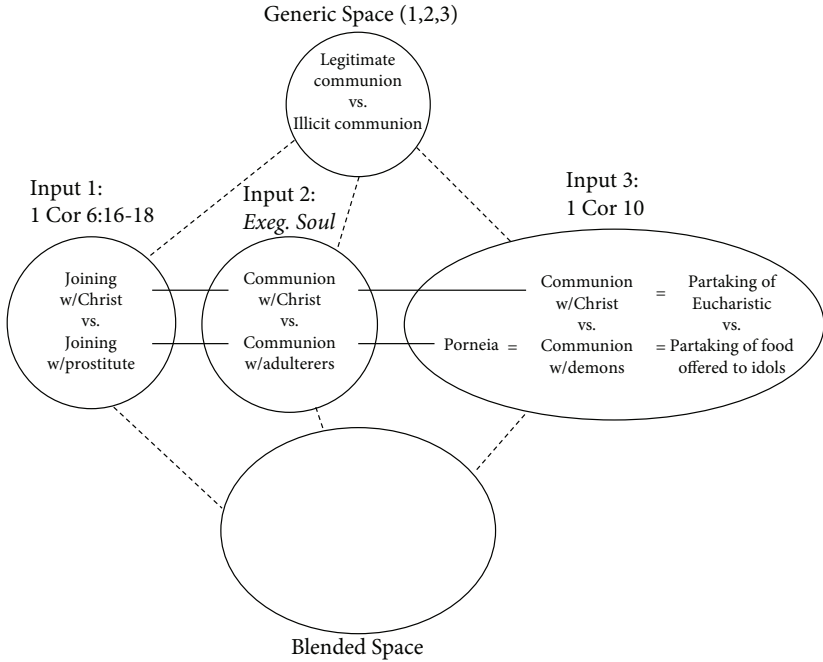 Generic Space (1,2,3)
Legitimate
communion
vs.
Illicit communion
Input 1:
1 Cor 6:16-18
Input 2:
Exeg. Soul
Input 3:
1 Cor 10
Joining
w/Christ
vs.
Joining
w/prostitute
Communion
w/Christ
vs.
Communion
w/adulterers
Communion = Partaking of
w/Christ Eucharistic
vs. vs.
Porneia = Communion = Partaking of food
w/demons offered to idols
Blended Space